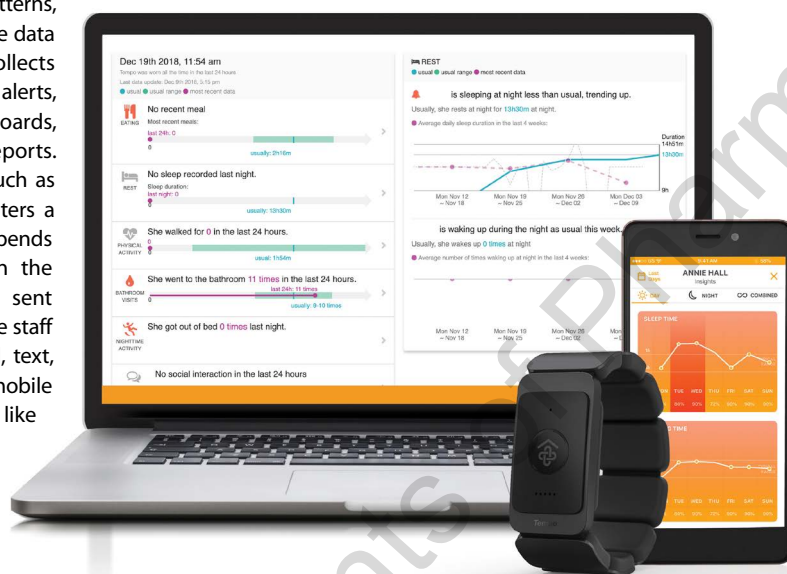 tterns,
e data
ollects
alerts,
oards,
eports.
uch as
ters a
pends
n the
sent
e staff
, text,
nobile
like
Dec 19th 2018, 11:54 am
Tempo was worn all the time in the last 24 hours
Last data update: Dec 8th 2018, 3.15 pm
usual usual range most recent data
EATING
No recent meal
Most recent meals:
last 24h: 0
0
usually: 2h16m
REST
No sleep recorded last night.
Sleep duration:
last night: 0
0
usually: 13h30m
PHYSICAL
ACTIVITY
She walked for 0 in the last 24 hours.
0
0
usual: 1h54m
BATHROOM
VISITS
She went to the bathroom 11 times in the last 24 hours.
last 24h: 11 times
0
usually: 9-10 times
NIGHTTIME
ACTIVITY
She got out of bed 0 times last night.
No social interaction in the last 24 hours
REST
usual usual range most recent data
is sleeping at night less than usual, trending up.
Usually, she rests at night for 13h30m at night.
Average daily sleep duration in the last 4 weeks:
Duration
14h51m
13h30m
9h
Mon Nov 12 Mon Nov 19 Mon Nov 26 Mon Dec 03
– Nov 18 – Nov 25 – Dec 02 – Dec 09
is waking up during the night as usual this week.
Usually, she wakes up 0 times at night
Average number of times waking up at night in the last 4 weeks:
Mon Nov 12 Mon Nov 19 Mon Nov 26 Mon
– Nov 18 – Nov 25 – Dec 02
9:41 AM
ANNIE HALL
Insights
DAY NIGHT COMBINED
SLEEP TIME
TUE WED THU FRI SAT SUN
TIME
TUE WED THU FRI SAT SUN
nts of Pharm